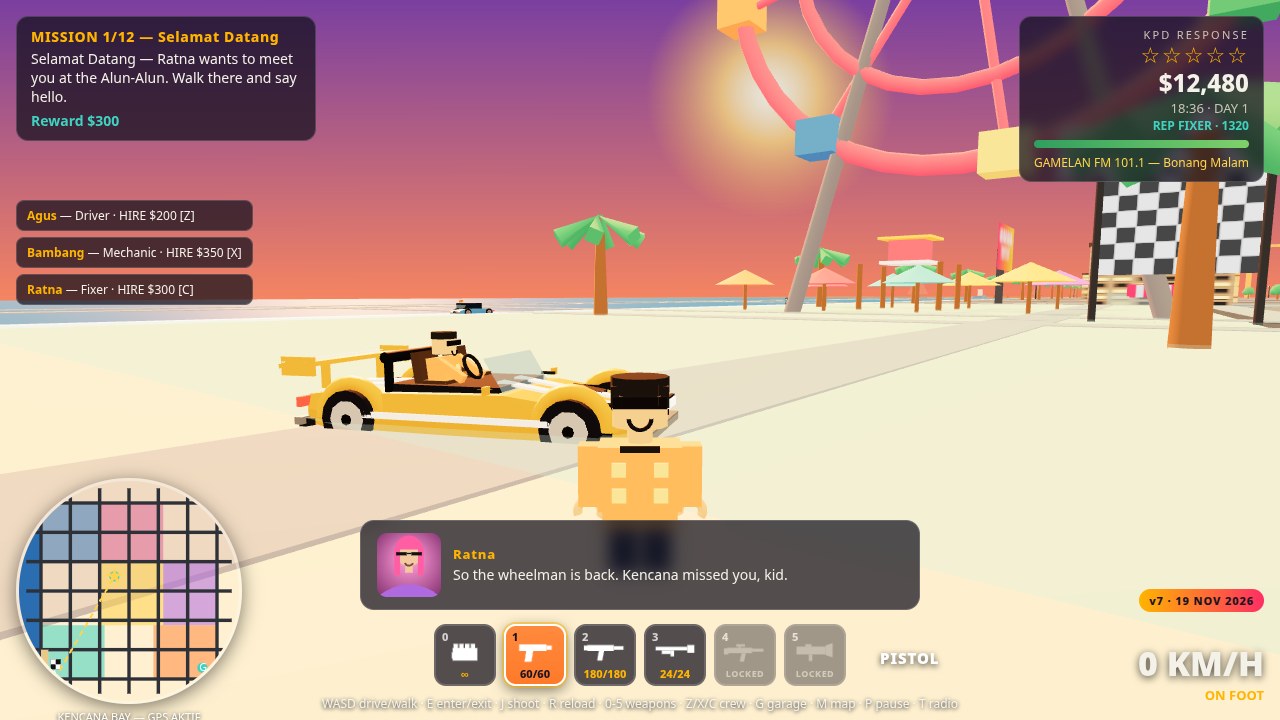 MISSION 1/12 — Selamat Datang
Selamat Datang — Ratna wants to meet
you at the Alun-Alun. Walk there and say
hello.
Reward $300
KPD RESPONSE
☆☆☆☆☆
$12,480
18:36 · DAY 1
REP FIXER · 1320
GAMELAN FM 101.1 — Bonang Malam
Agus — Driver · HIRE $200 [Z]
Bambang — Mechanic · HIRE $350 [X]
Ratna — Fixer · HIRE $300 [C]
Ratna
So the wheelman is back. Kencana missed you, kid.
v7 · 19 NOV 2026
G
0
∞
1
60/60
2
180/180
3
24/24
4
LOCKED
5
LOCKED
PISTOL
0 KM/H
ON FOOT
WASD drive/walk · E enter/exit · J shoot · R reload · 0-5 weapons · Z/X/C crew · G garage · M map · P pause · T radio
KENCANA BAY — GPS AKTIF